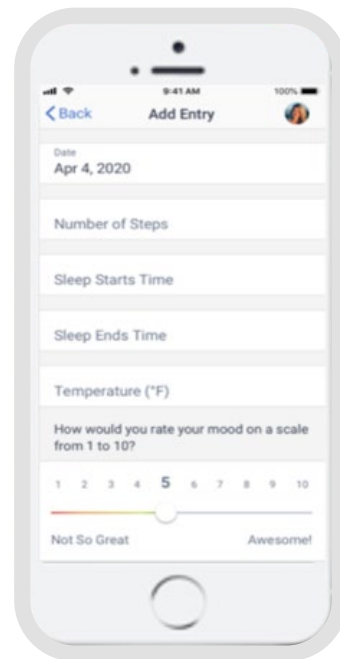 9:41 AM
100%
Back
Add Entry
Date
Apr 4, 2020
Number of Steps
Sleep Starts Time
Sleep Ends Time
Temperature (°F)
How would you rate your mood on a scale
from 1 to 10?
1 2 3 4 5 6 7 8 9 10
Not So Great
Awesome!